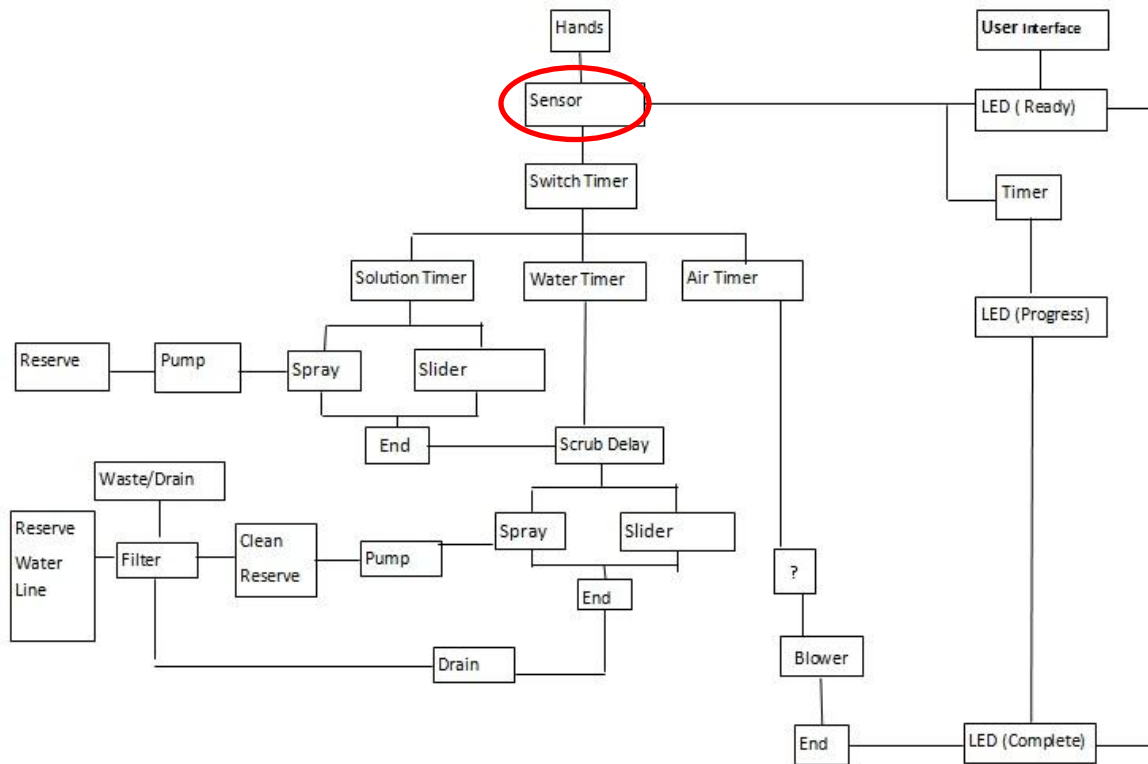 Hands
User Interface
Sensor
LED ( Ready)
Switch Timer
Timer
Solution Timer
Water Timer
Air Timer
LED (Progress)
Reserve
Pump
Spray
Slider
End
Scrub Delay
Waste/Drain
Reserve
Water
Line
Filter
Clean
Reserve
Pump
Spray
Slider
?
End
Drain
Blower
End
LED (Complete)